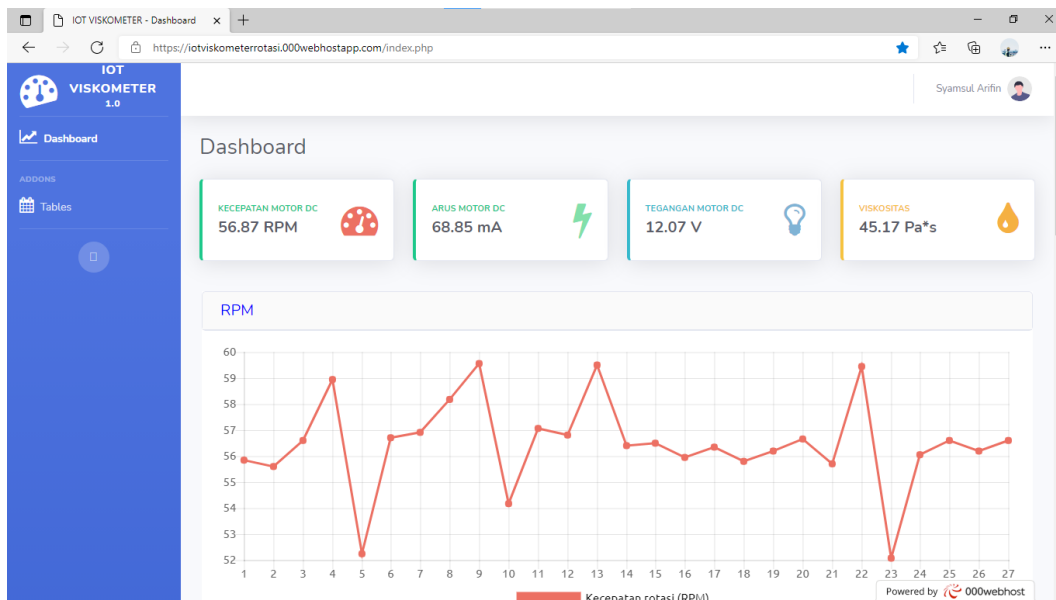 IOT VISKOMETER - Dashboard
https://iotviskometerrotasi.000webhostapp.com/index.php
IOT
VISKOMETER
1.0
Syamsul Arifin
Dashboard
ADDONS
Tables
Dashboard
KECEPATAN MOTOR DC
56.87 RPM
ARUS MOTOR DC
68.85 mA
TEGANGAN MOTOR DC
12.07 V
VISKOSITAS
45.17 Pa*s
RPM
60
59
58
57
56
55
54
53
52
1 2 3 4 5 6 7 8 9 10 11 12 13 14 15 16 17 18 19 20 21 22 23 24 25 26 27
Kecepatan rotasi (RPM)
Powered by 000webhost